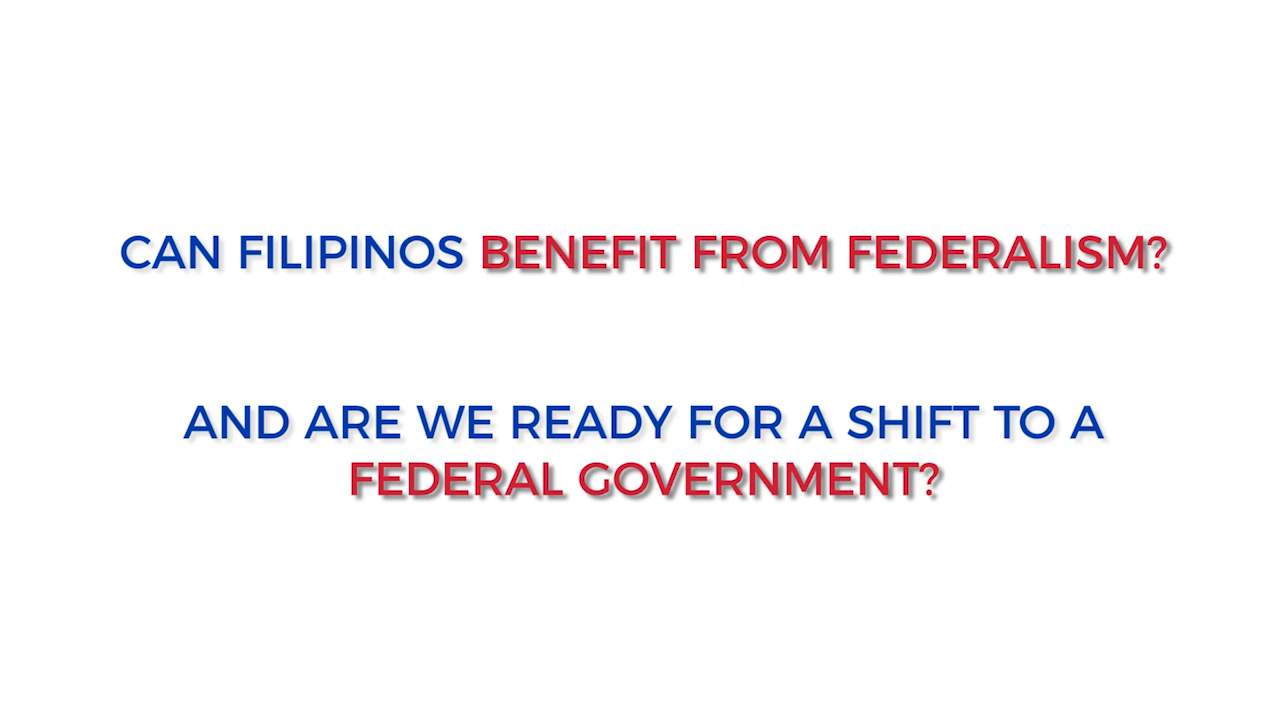 CAN FILIPINOS BENEFIT FROM FEDERALISM?
AND ARE WE READY FOR A SHIFT TO A
FEDERAL GOVERNMENT?